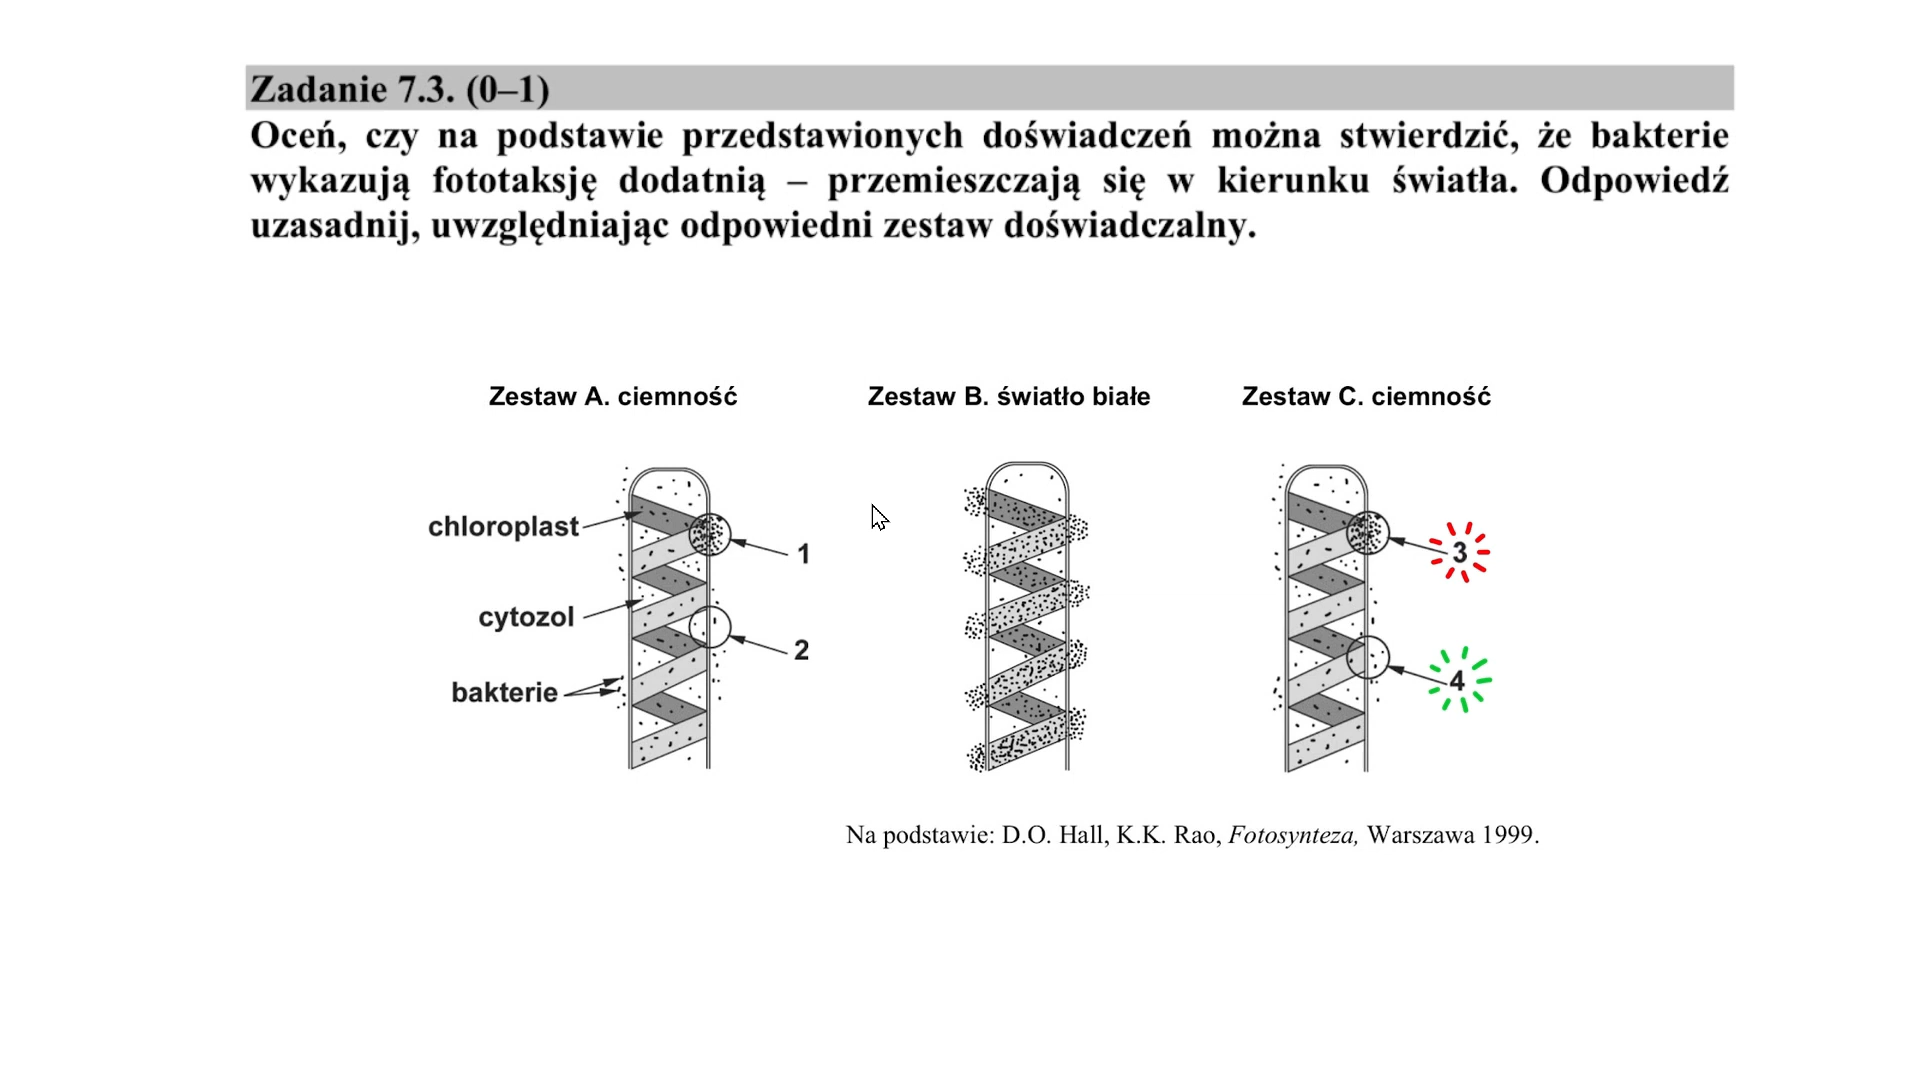 Zadanie 7.3. (0–1)
Oceń, czy na podstawie przedstawionych doświadczeń można stwierdzić, że bakterie
wykazują fototaksję dodatnią – przemieszczają się w kierunku światła. Odpowiedź
uzasadnij, uwzględniając odpowiedni zestaw doświadczalny.
Zestaw A. ciemność
Zestaw B. światło białe
Zestaw C. ciemność
chloroplast
1
cytozol
2
bakterie
3
4
Na podstawie: D.O. Hall, K.K. Rao, Fotosynteza, Warszawa 1999.